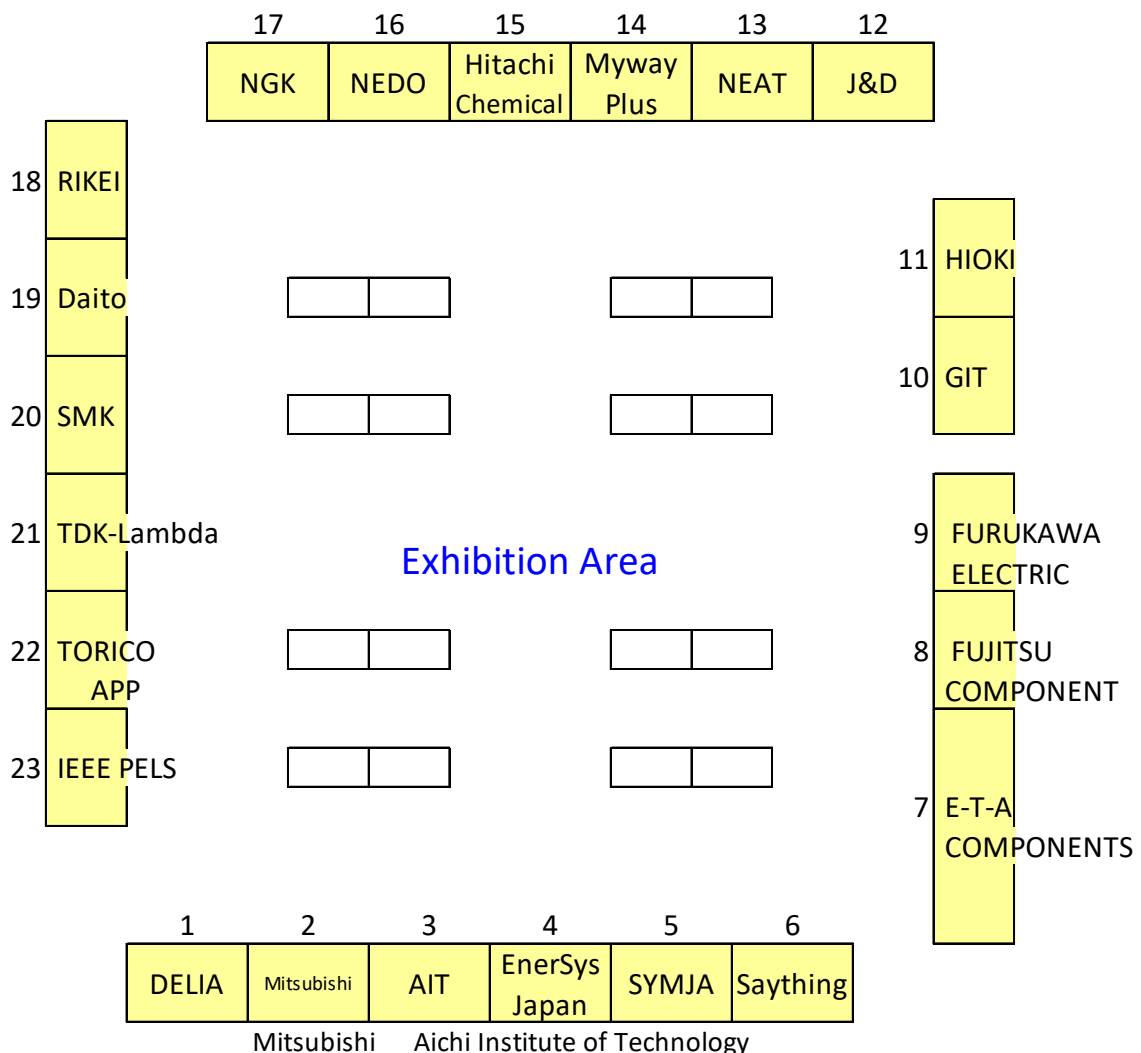 17 16 15 14 13 12
NGK NEDO Hitachi Chemical Myway Plus NEAT J&D
18 RIKEI
11 HIOKI
19 Daito
10 GIT
20 SMK
21 TDK-Lambda
9 FURUKAWA
ELECTRIC
Exhibition Area
22 TORICO
APP
8 FUJITSU
COMPONENT
23 IEEE PELS
7 E-T-A
COMPONENTS
1 2 3 4 5 6
DELIA Mitsubishi AIT EnerSys Japan SYMJA Saything
Mitsubishi Aichi Institute of Technology